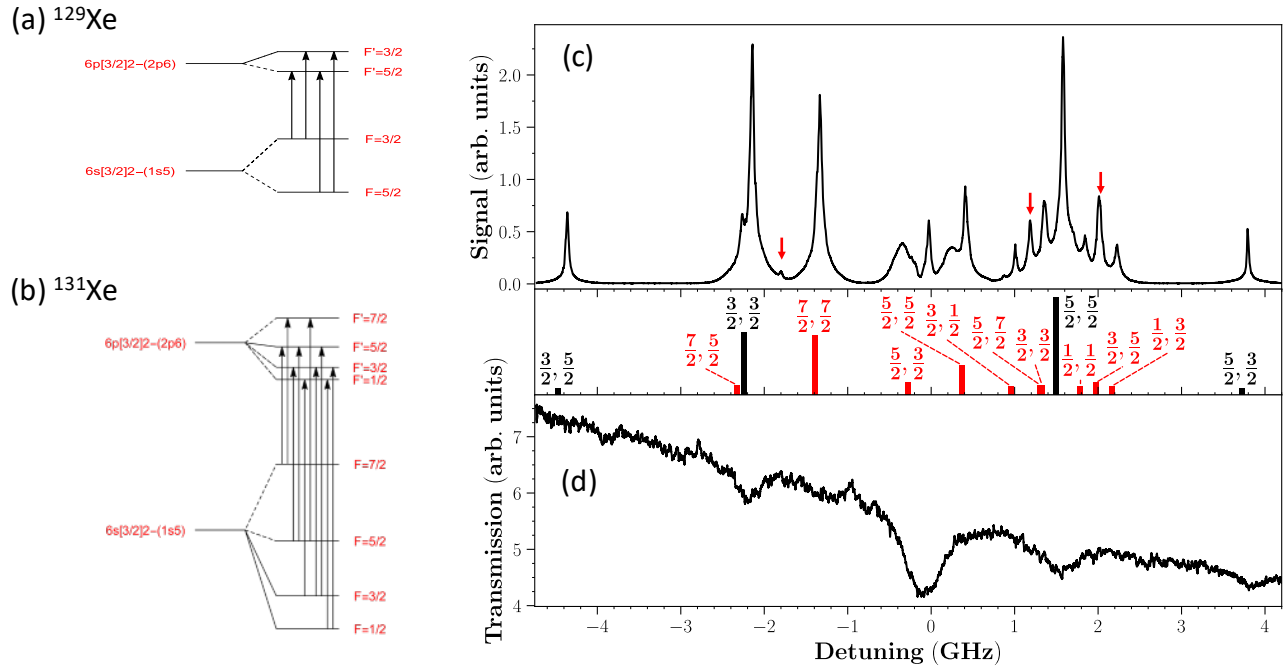 (a) ¹²⁹Xe
6p[3/2]2−(2p6)
F'=3/2
F'=5/2
6s[3/2]2−(1s5)
F=3/2
F=5/2
(b) ¹³¹Xe
6p[3/2]2−(2p6)
F'=7/2
F'=5/2
F'=3/2
F'=1/2
6s[3/2]2−(1s5)
F=7/2
F=5/2
F=3/2
F=1/2
(c)
Signal (arb. units)
2.0
1.5
1.0
0.5
0.0
3/2, 5/2
7/2, 5/2
3/2, 3/2
7/2, 7/2
5/2, 3/2
5/2, 5/2
3/2, 1/2
5/2, 7/2
3/2, 3/2
5/2, 5/2
1/2, 1/2
3/2, 5/2
1/2, 3/2
5/2, 3/2
(d)
Transmission (arb. units)
7
6
5
4
−4 −3 −2 −1 0 1 2 3 4
Detuning (GHz)